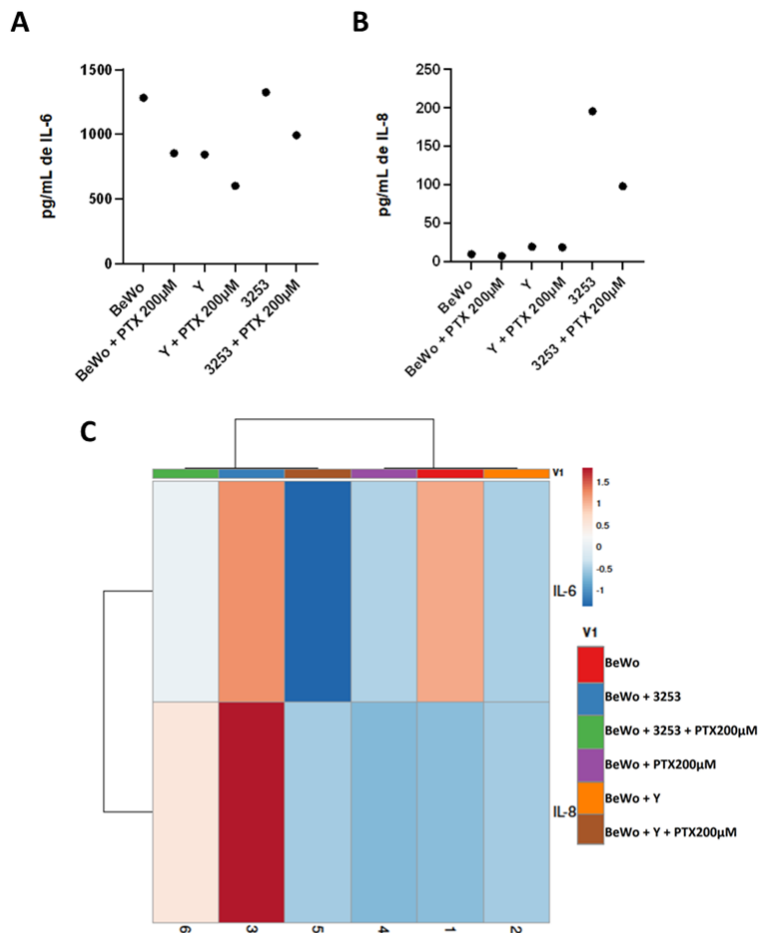 A
pg/mL de IL-6
1500
1000
500
0
BeWo
BeWo + PTX 200µM
Y
Y + PTX 200µM
3253
3253 + PTX 200µM
B
pg/mL de IL-8
250
200
150
100
50
0
BeWo
BeWo + PTX 200µM
Y
Y + PTX 200µM
3253
3253 + PTX 200µM
C
V1
1.5
1
0.5
0
-0.5
-1
IL-6
IL-8
V1
BeWo
BeWo + 3253
BeWo + 3253 + PTX200µM
BeWo + PTX200µM
BeWo + Y
BeWo + Y + PTX200µM
6
3
5
4
1
2